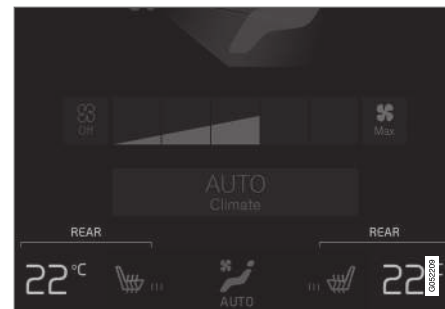 Off
Max
AUTO
Climate
REAR REAR
22°C 22°
AUTO
G052209